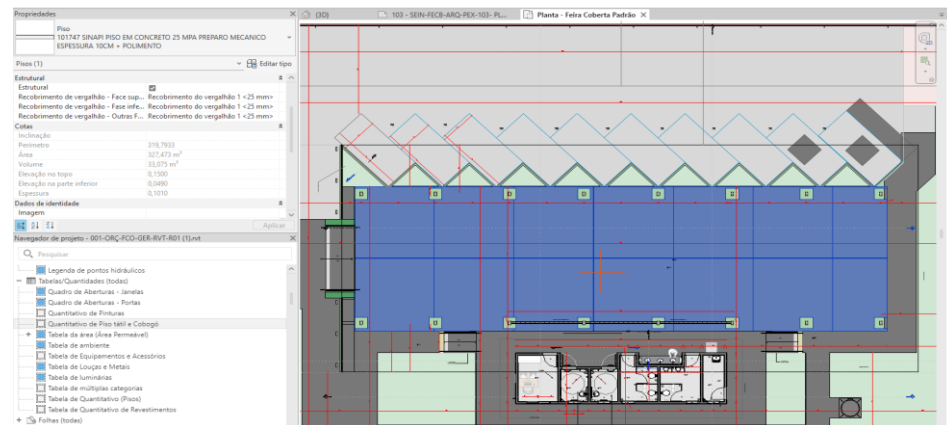 Propriedades
Piso
101747 SINAPI PISO EM CONCRETO 25 MPA PREPARO MECANICO
ESPESSURA 10CM + POLIMENTO
Pisos (1)
Editar tipo
Estrutural
Estrutural
Recobrimento de vergalhão - Face sup... Recobrimento do vergalhão 1 <25 mm>
Recobrimento de vergalhão - Fase infe... Recobrimento do vergalhão 1 <25 mm>
Recobrimento de vergalhão - Outras F... Recobrimento do vergalhão 1 <25 mm>
Cotas
Inclinação
Perímetro 319,7933
Área 327,473 m²
Volume 33,075 m³
Elevação no topo 0,1500
Elevação na parte inferior 0,0490
Espessura 0,1010
Dados de identidade
Imagem
Aplicar
Navegador de projeto - 001-ORÇ-FCO-GER-RVT-R01 (1).rvt
Pesquisar
Legenda de pontos hidráulicos
Tabelas/Quantidades (todas)
Quadro de Aberturas - Janelas
Quadro de Aberturas - Portas
Quantitativo de Pinturas
Quantitativo de Piso tátil e Cobogó
Tabela da área (Área Permeável)
Tabela de ambiente
Tabela de Equipamentos e Acessórios
Tabela de Louças e Metais
Tabela de luminárias
Tabela de múltiplas categorias
Tabela de Quantitativo (Pisos)
Tabela de Quantitativo de Revestimentos
Folhas (todas)
(3D)
103 - SEIN-FECB-ARQ-PEX-103- PL...
Planta - Feira Coberta Padrão